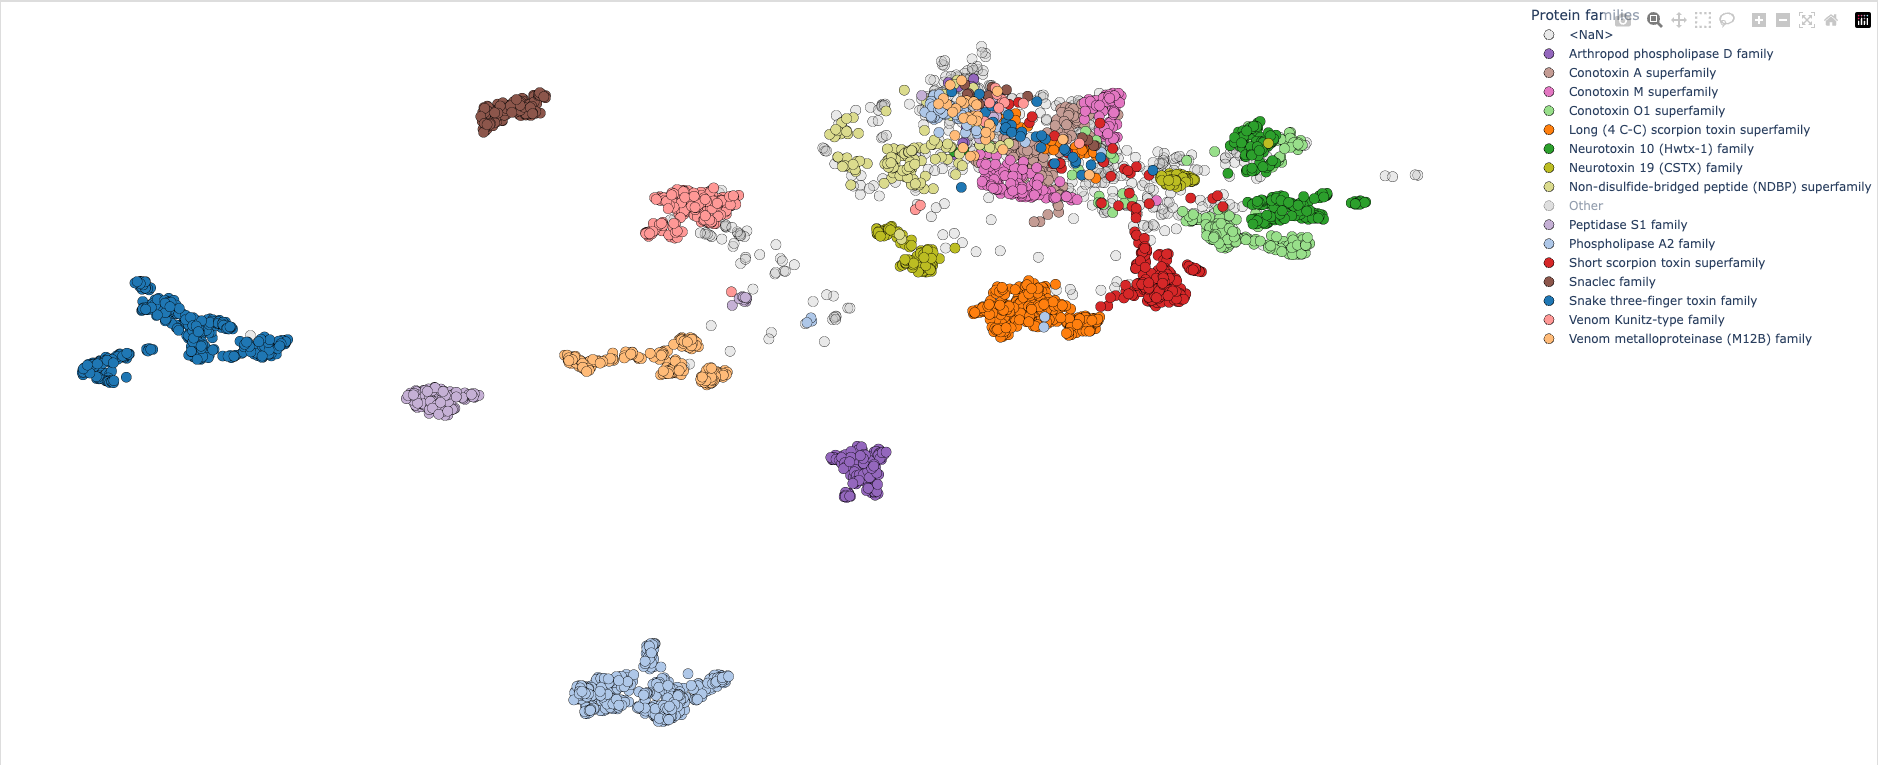 Protein families
<NaN>
Arthropod phospholipase D family
Conotoxin A superfamily
Conotoxin M superfamily
Conotoxin O1 superfamily
Long (4 C-C) scorpion toxin superfamily
Neurotoxin 10 (Hwtx-1) family
Neurotoxin 19 (CSTX) family
Non-disulfide-bridged peptide (NDBP) superfamily
Other
Peptidase S1 family
Phospholipase A2 family
Short scorpion toxin superfamily
Snaclec family
Snake three-finger toxin family
Venom Kunitz-type family
Venom metalloproteinase (M12B) family